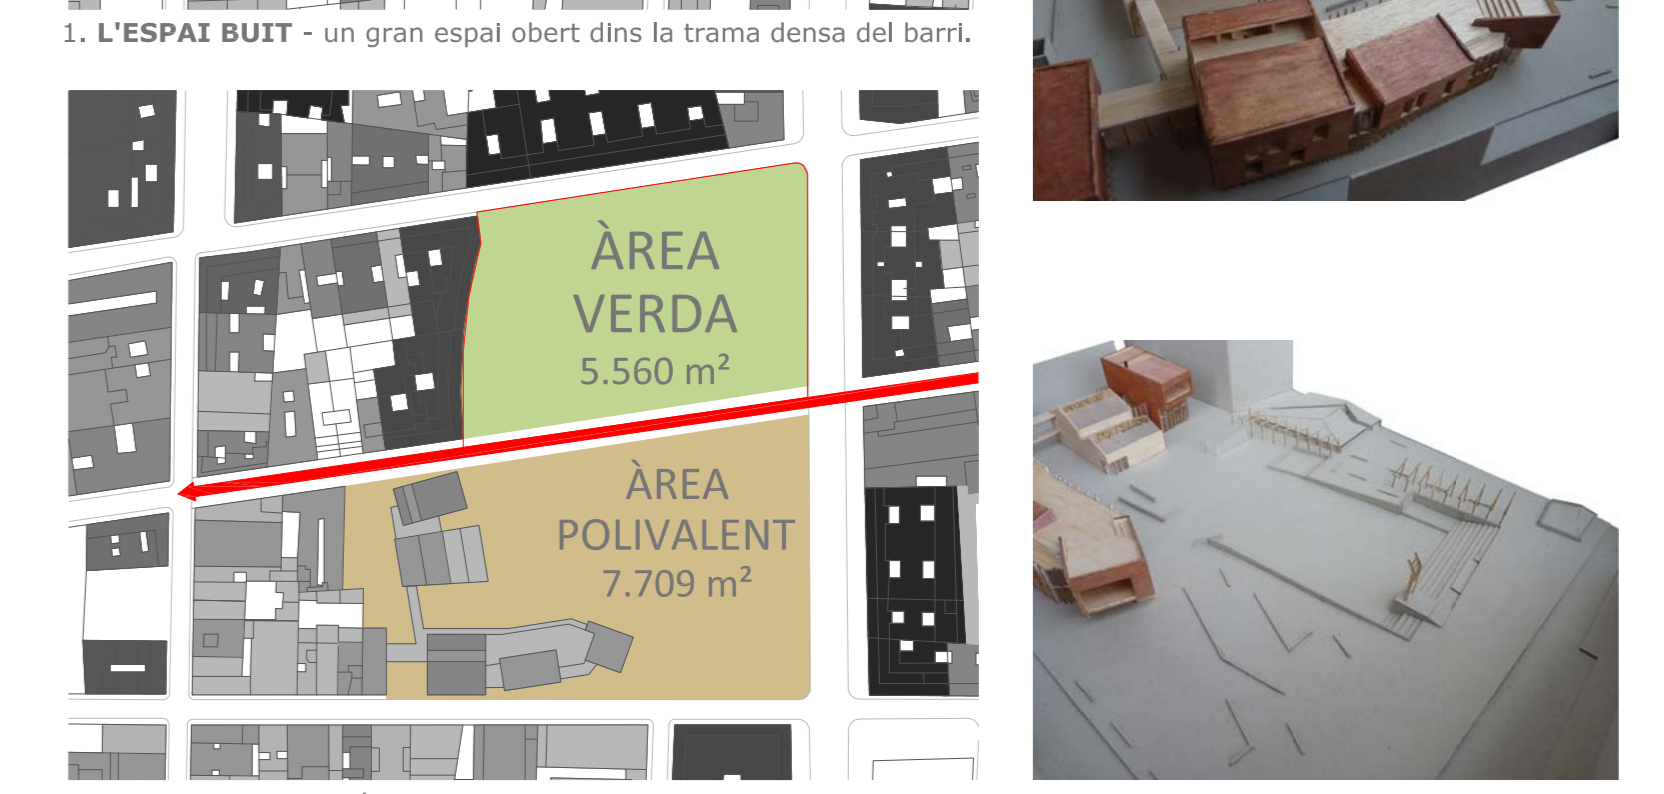 1. L'ESPAI BUIT - un gran espai obert dins la trama densa del barri.
ÀREA
VERDA
5.560 m²
ÀREA
POLIVALENT
7.709 m²